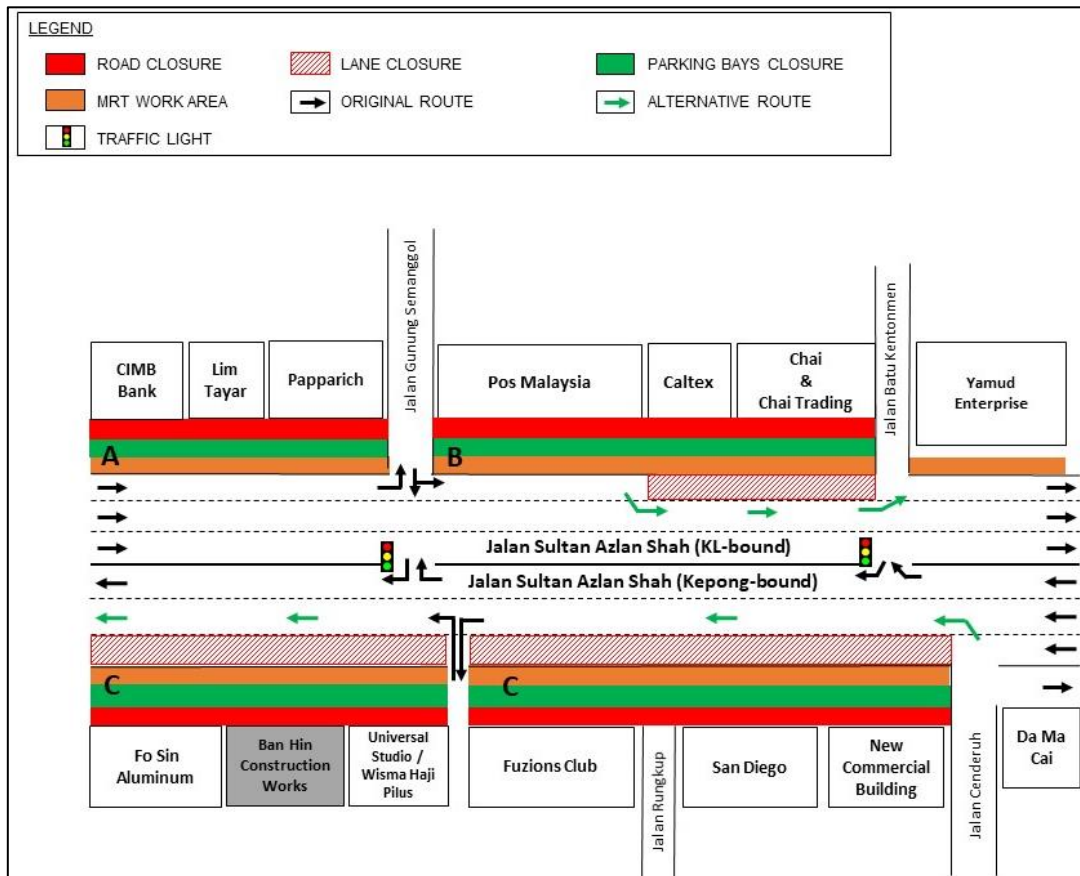 LEGEND
ROAD CLOSURE
LANE CLOSURE
PARKING BAYS CLOSURE
MRT WORK AREA
ORIGINAL ROUTE
ALTERNATIVE ROUTE
TRAFFIC LIGHT
Jalan Gunung Semanggol
Jalan Batu Kentonmen
CIMB
Bank
Lim
Tayar
Papparich
Pos Malaysia
Caltex
Chai
&
Chai Trading
Yamud
Enterprise
A
B
Jalan Sultan Azlan Shah (KL-bound)
Jalan Sultan Azlan Shah (Kepong-bound)
C
C
Fo Sin
Aluminum
Ban Hin
Construction
Works
Universal
Studio /
Wisma Haji
Pilus
Fuzions Club
Jalan Rungkup
San Diego
New
Commercial
Building
Jalan Cenderuh
Da Ma
Cai